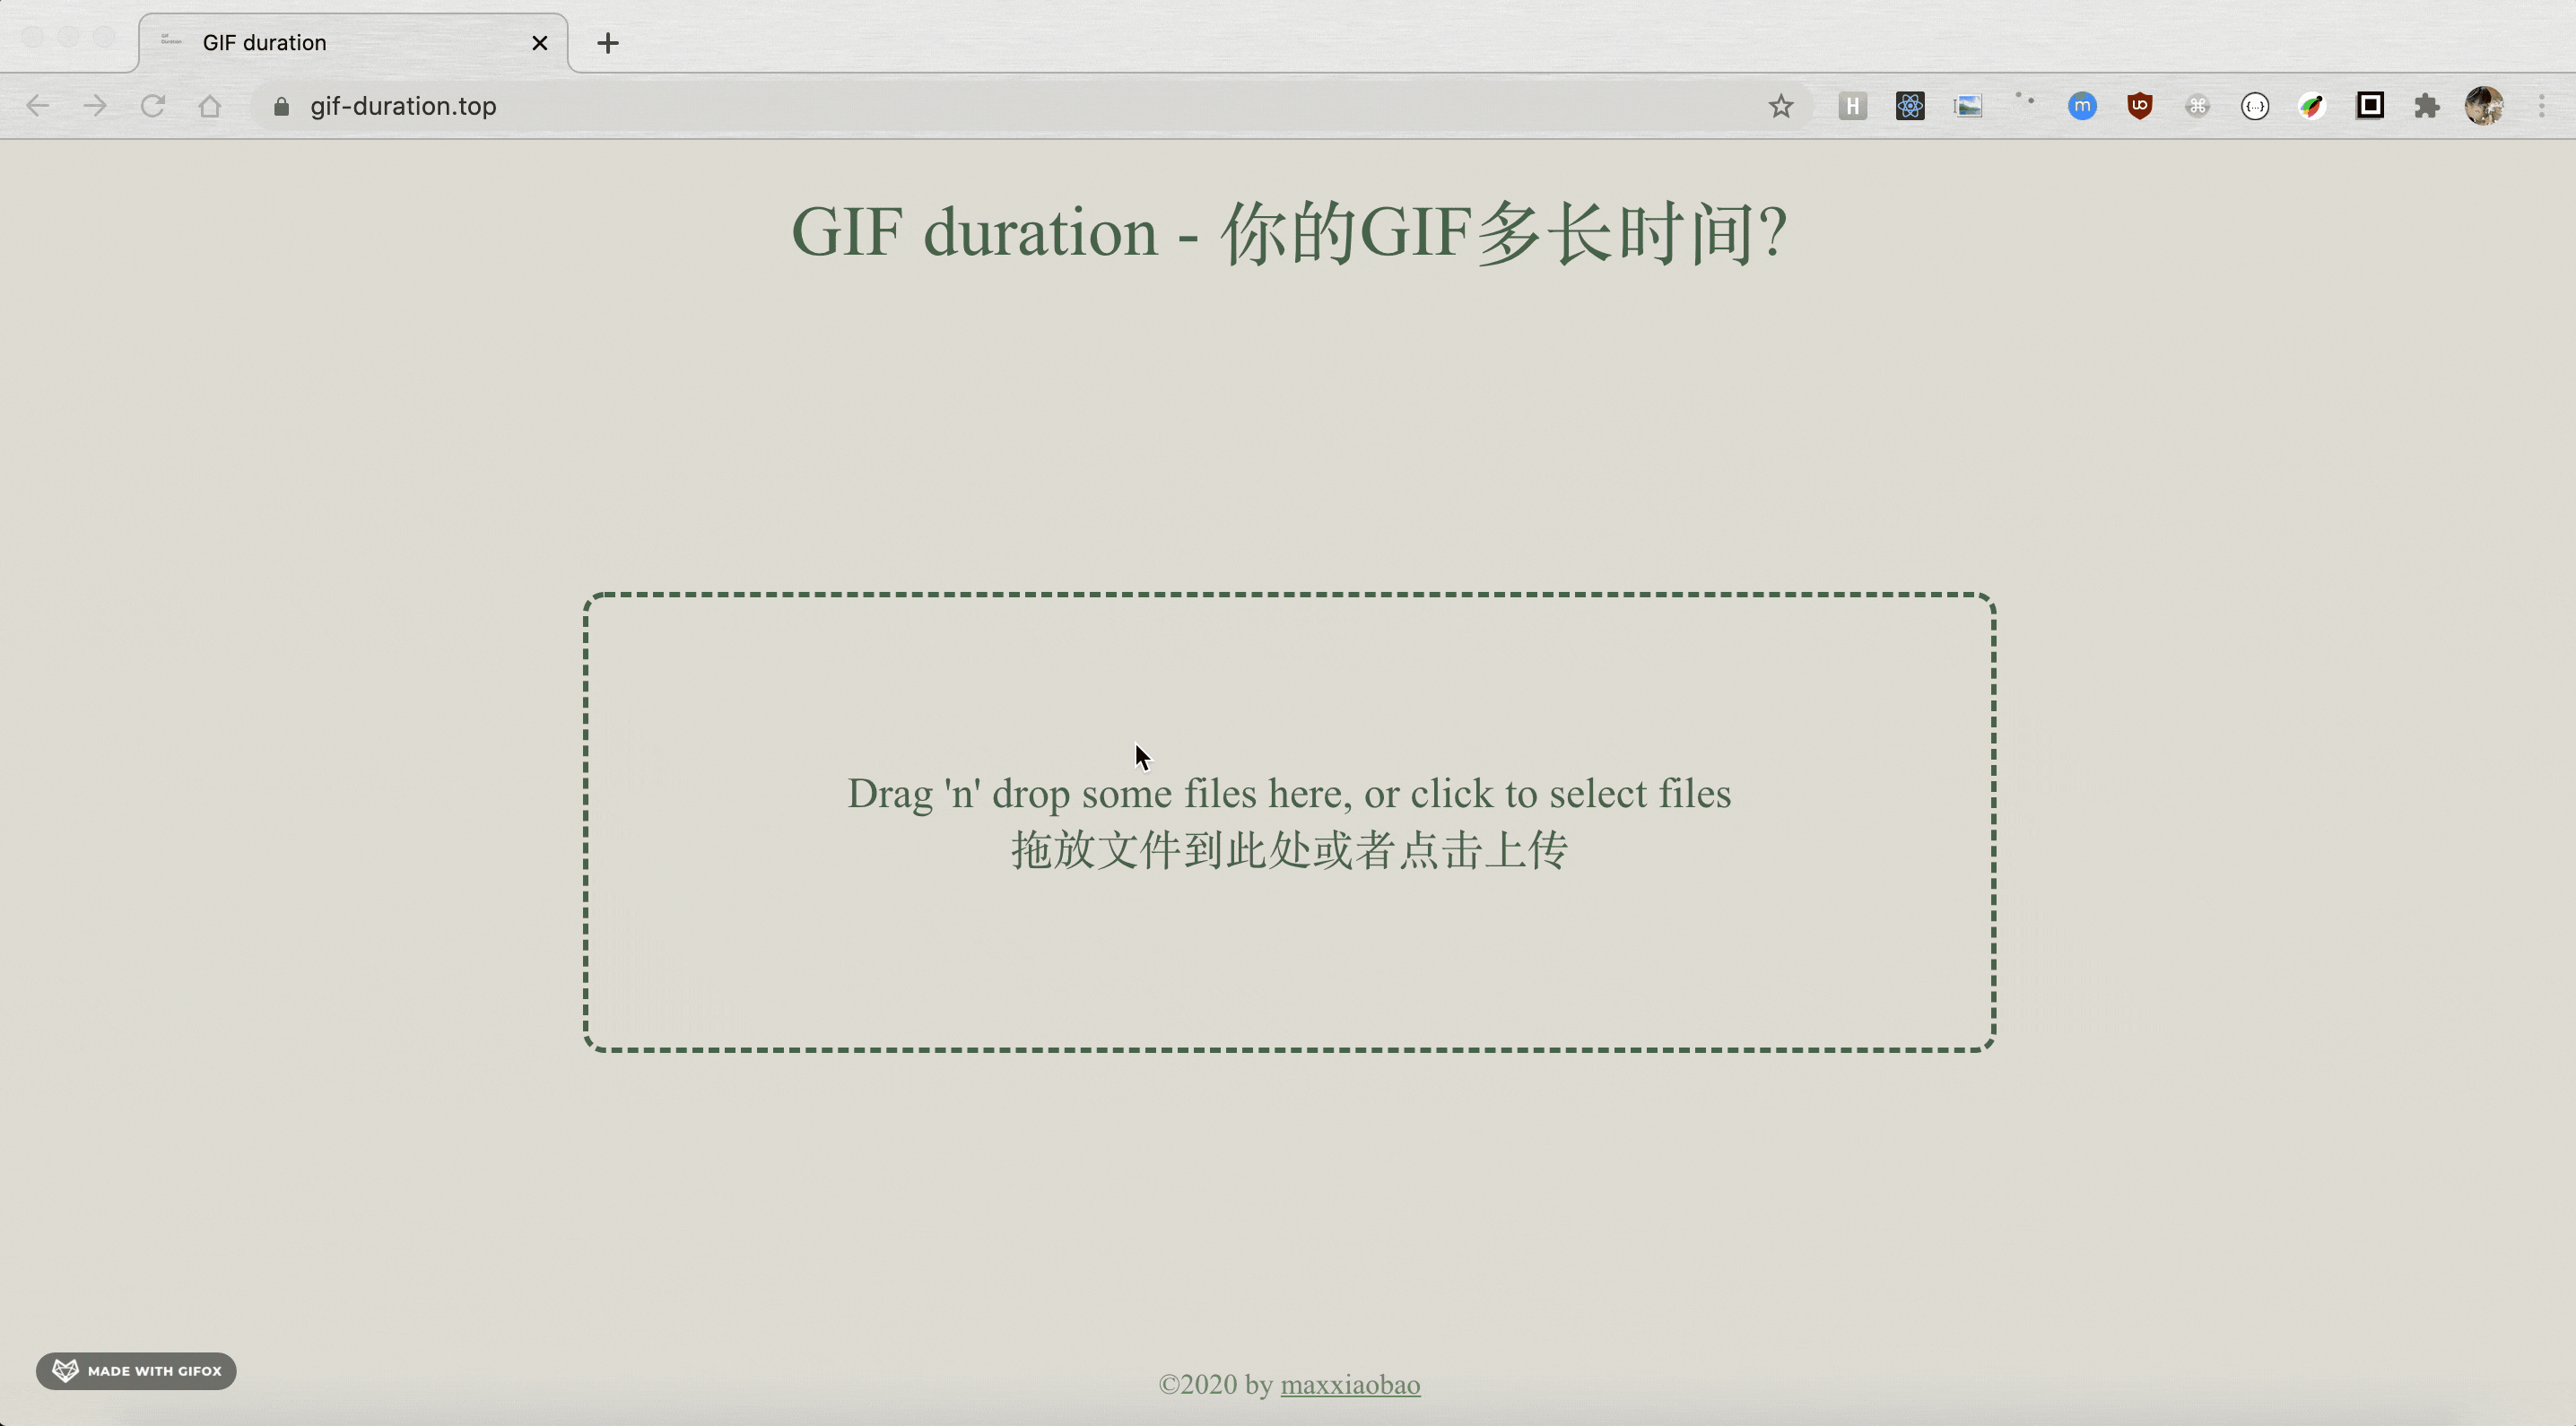 GIF duration
gif-duration.top
GIF duration - 你的GIF多长时间?
Drag 'n' drop some files here, or click to select files
拖放文件到此处或者点击上传
MADE WITH GIFOX
©2020 by maxxiaobao